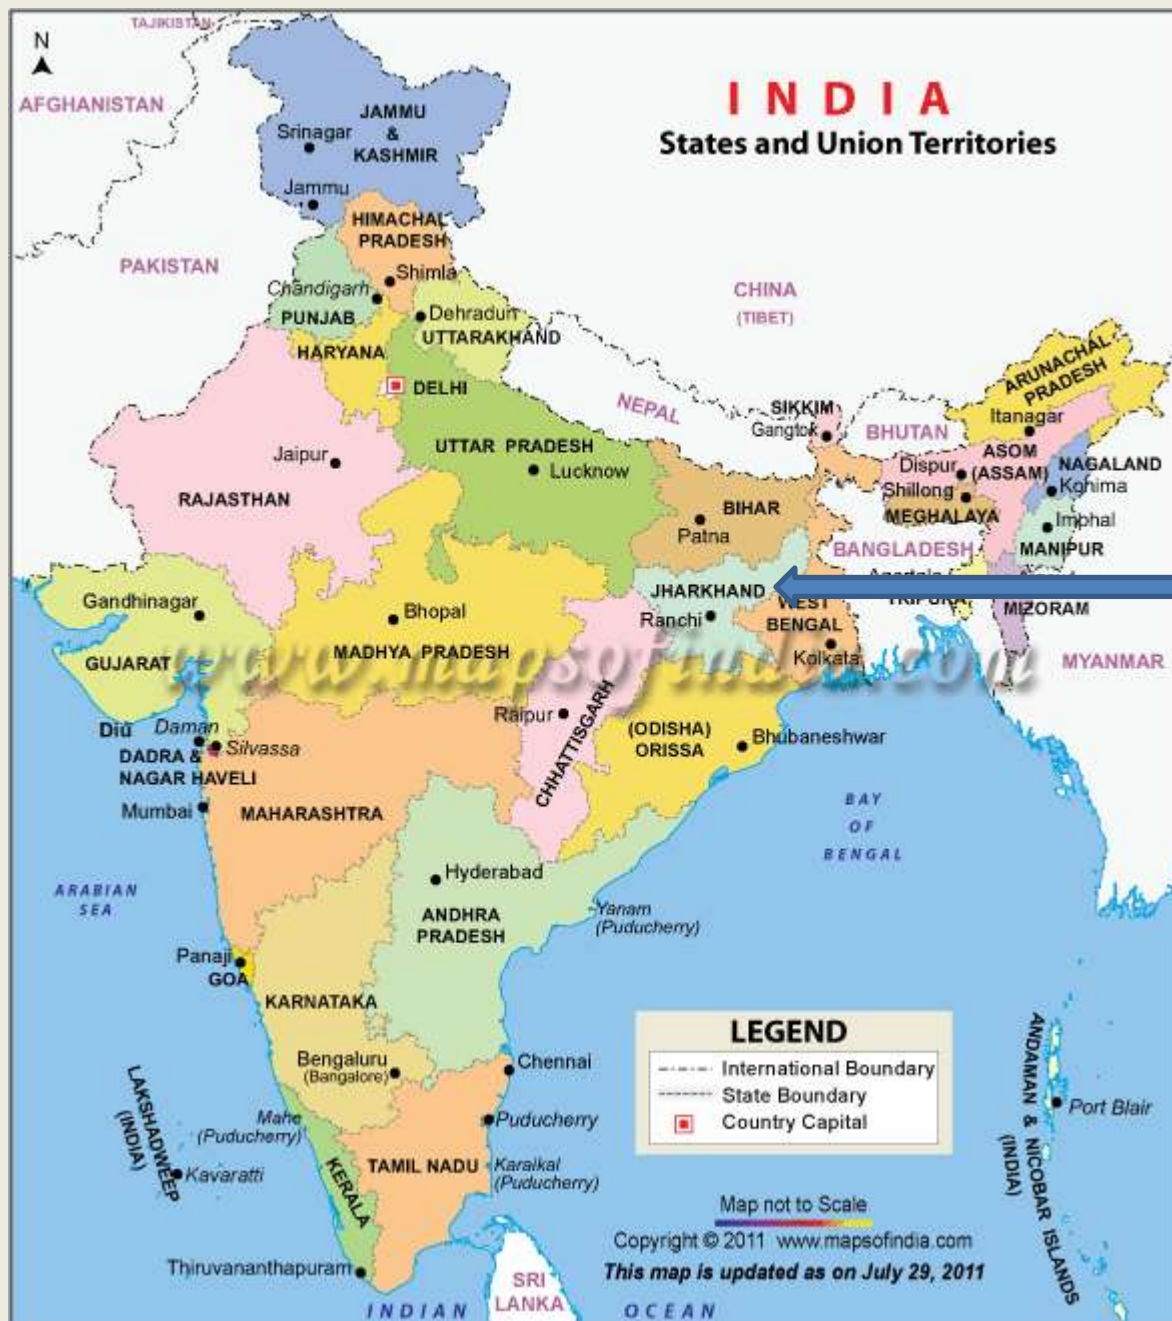 TAJIKISTAN
N
AFGHANISTAN
INDIA
States and Union Territories
JAMMU
&
KASHMIR
Srinagar
Jammu
HIMACHAL
PRADESH
PAKISTAN
Shimla
Chandigarh
PUNJAB
CHINA
(TIBET)
Dehradun
UTTARAKHAND
HARYANA
DELHI
ARUNACHAL
PRADESH
NEPAL
SIKKIM
Gangtok
Itanagar
BHUTAN
UTTAR PRADESH
Lucknow
Jaipur
RAJASTHAN
ASOM
(ASSAM)
Dispur
NAGALAND
Shillong
Kohima
MEGHALAYA
BIHAR
Patna
Imphal
MANIPUR
BANGLADESH
JHARKHAND
Ranchi
WEST
BENGAL
Kolkata
TRIPURA
MIZORAM
MYANMAR
Gandhinagar
GUJARAT
Bhopal
MADHYA PRADESH
www.mapsofindia.com
Diu
Daman
Silvassa
DADRA &
NAGAR HAVELI
Raipur
CHHATTISGARH
(ODISHA)
ORISSA
Bhubaneshwar
Mumbai
MAHARASHTRA
BAY
OF
BENGAL
ARABIAN
SEA
Hyderabad
ANDHRA
PRADESH
Yanam
(Puducherry)
Panaji
GOA
KARNATAKA
Bengaluru
(Bangalore)
Chennai
LEGEND
International Boundary
State Boundary
Country Capital
ANDAMAN & NICOBAR ISLANDS
(INDIA)
Port Blair
LAKSHADWEEP
(INDIA)
Kavaratti
Mahe
(Puducherry)
Puducherry
KERALA
TAMIL NADU
Karaikal
(Puducherry)
Thiruvananthapuram
Map not to Scale
Copyright © 2011 www.mapsofindia.com
This map is updated as on July 29, 2011
SRI
LANKA
INDIAN OCEAN